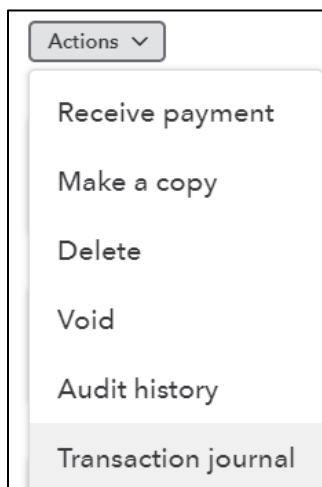 Actions
Receive payment
Make a copy
Delete
Void
Audit history
Transaction journal